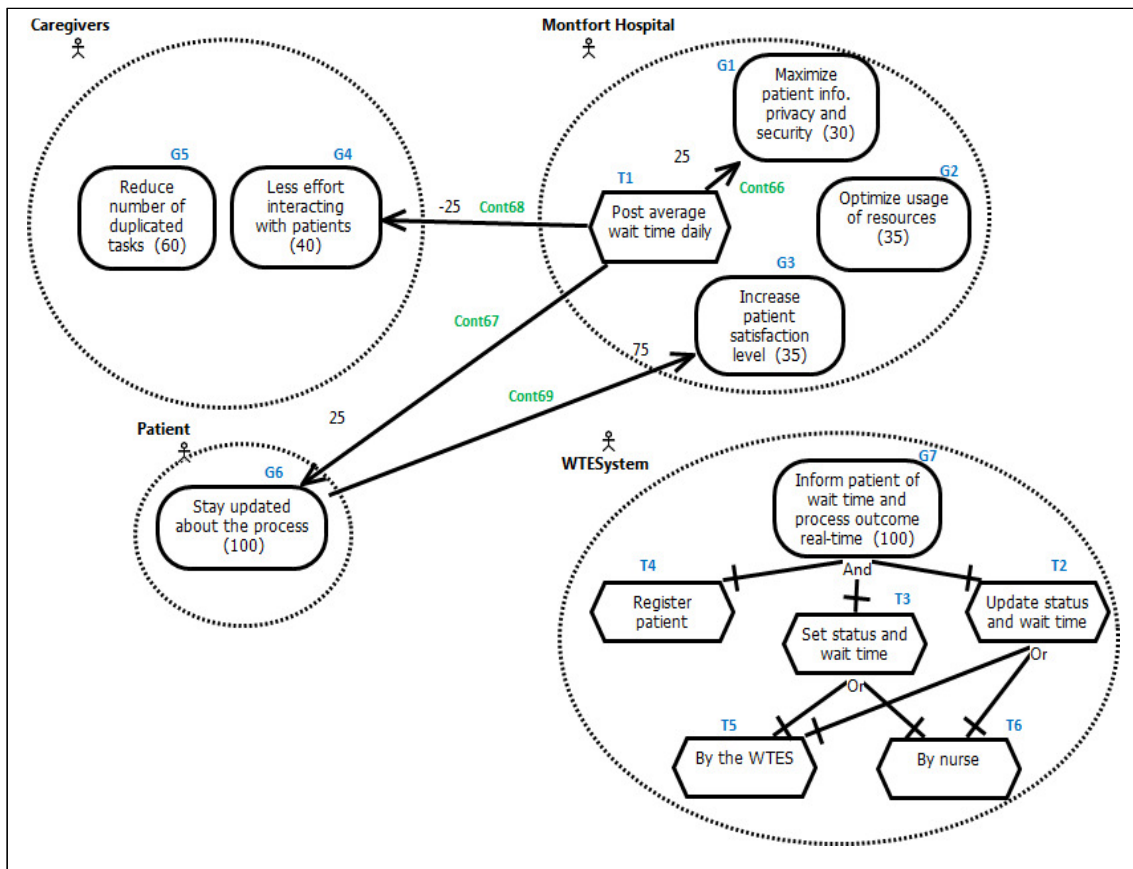 Caregivers
Montfort Hospital
G1
Maximize
patient info.
privacy and
security (30)
G5
Reduce
number of
duplicated
tasks (60)
G4
Less effort
interacting
with patients
(40)
-25
Cont68
T1
Post average
wait time daily
25
Cont66
G2
Optimize usage
of resources
(35)
G3
Increase
patient
satisfaction
level (35)
Cont67
75
Cont69
25
Patient
G6
Stay updated
about the process
(100)
WTESystem
G7
Inform patient of
wait time and
process outcome
real-time (100)
And
T4
Register
patient
T3
Set status and
wait time
T2
Update status
and wait time
Or
Or
T5
By the WTES
T6
By nurse